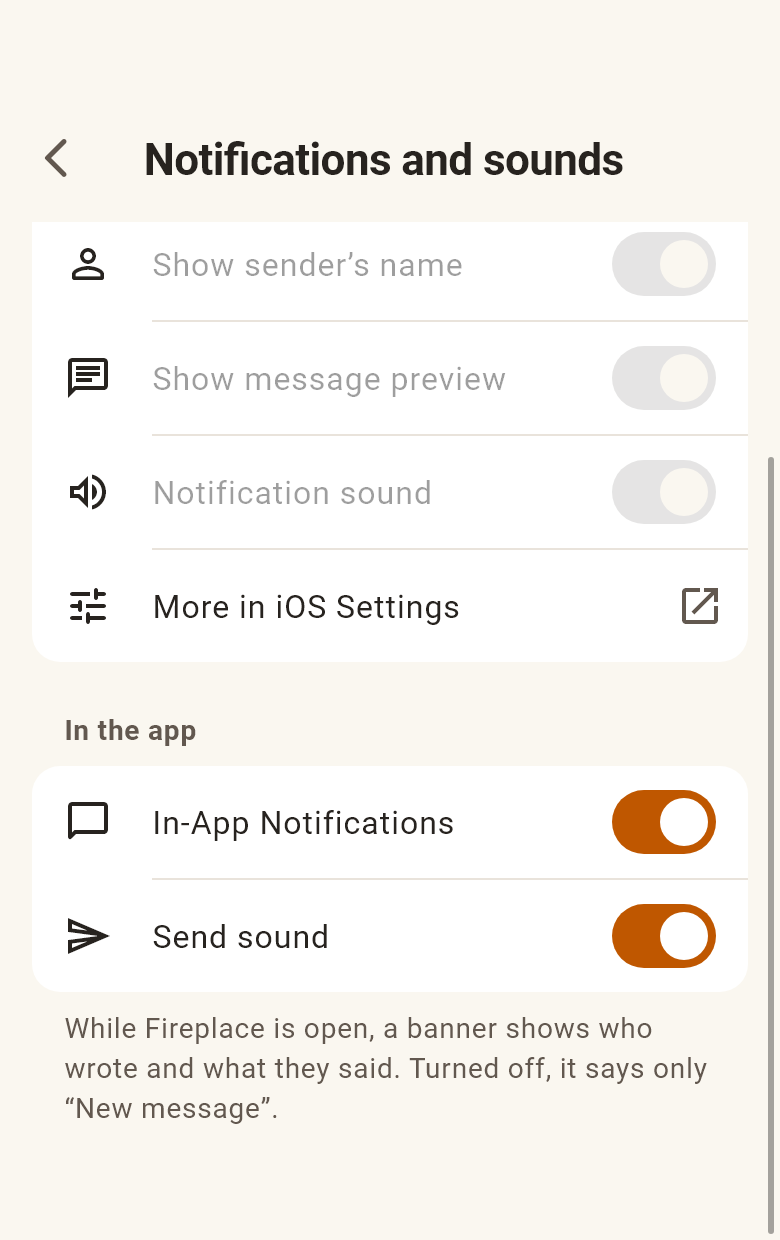 Notifications and sounds
Show sender’s name
Show message preview
Notification sound
More in iOS Settings
In the app
In-App Notifications
Send sound
While Fireplace is open, a banner shows who
wrote and what they said. Turned off, it says only
“New message”.